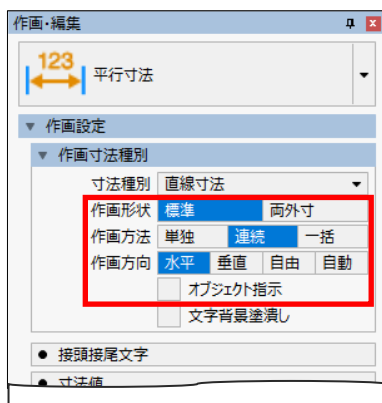 作画・編集
123
平行寸法
作画設定
作画寸法種別
寸法種別 直線寸法
作画形状 標準 両外寸
作画方法 単独 連続 一括
作画方向 水平 垂直 自由 自動
オブジェクト指示
文字背景塗潰し
接頭接尾文字
寸法値